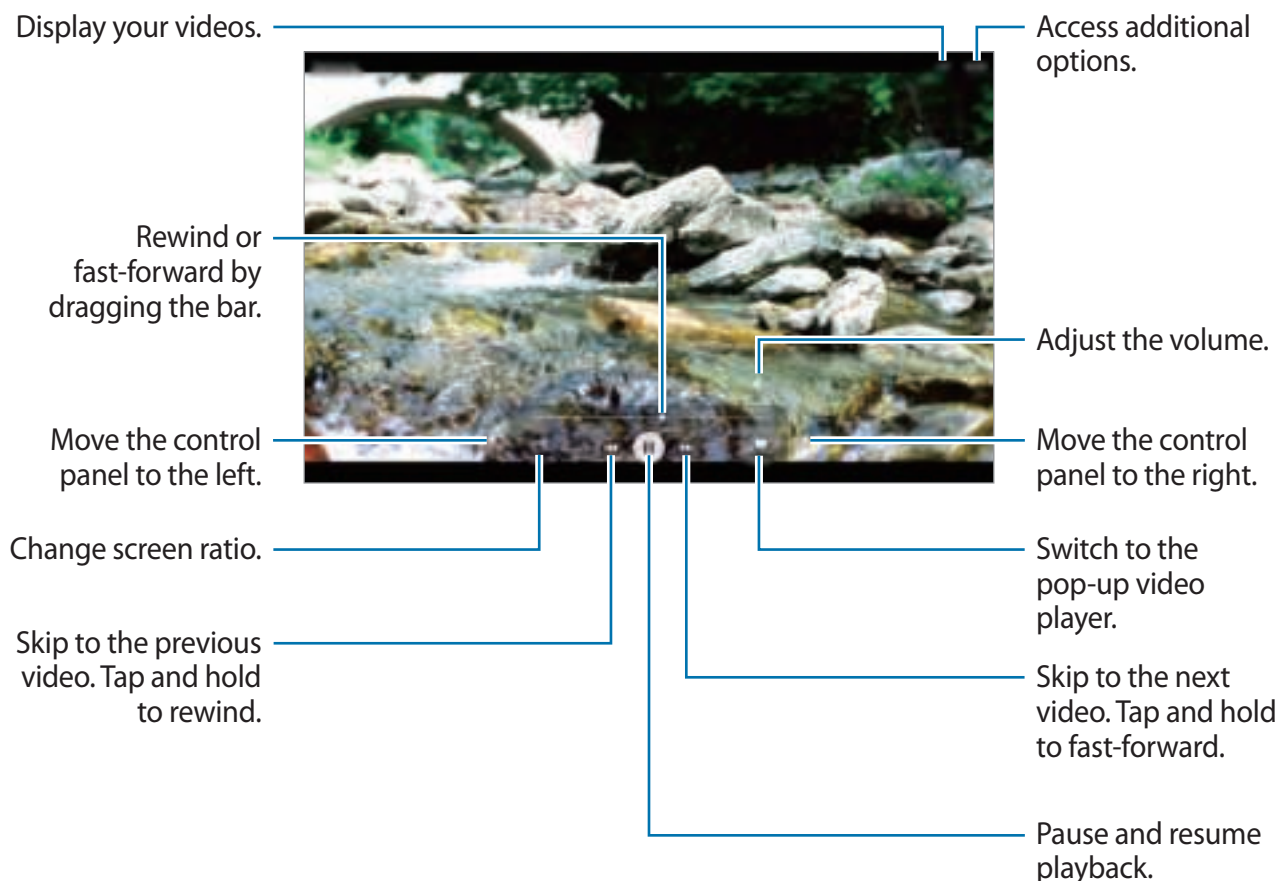 Display your videos.
Access additional
options.
Rewind or
fast-forward by
dragging the bar.
Adjust the volume.
Move the control
panel to the left.
Move the control
panel to the right.
Change screen ratio.
Switch to the
pop-up video
player.
Skip to the previous
video. Tap and hold
to rewind.
Skip to the next
video. Tap and hold
to fast-forward.
Pause and resume
playback.